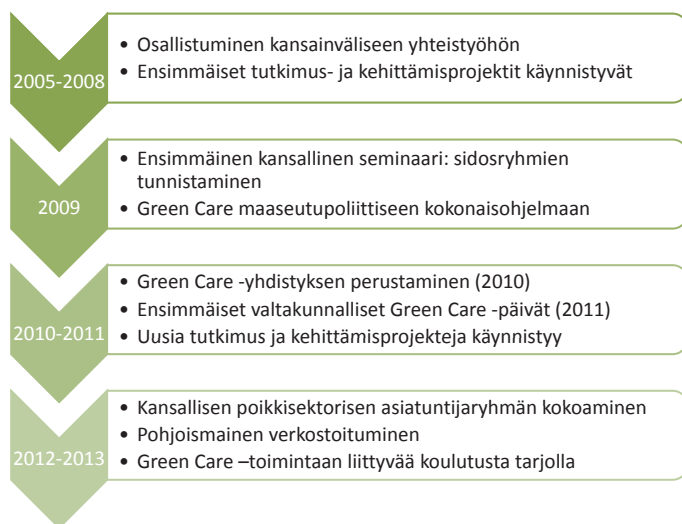 2005-2008
• Osallistuminen kansainväliseen yhteistyöhön
• Ensimmäiset tutkimus- ja kehittämisprojektit käynnistyvät
2009
• Ensimmäinen kansallinen seminaari: sidosryhmien
tunnistaminen
• Green Care maaseutupoliittiseen kokonaisohjelmaan
2010-2011
• Green Care -yhdistyksen perustaminen (2010)
• Ensimmäiset valtakunnalliset Green Care -päivät (2011)
• Uusia tutkimus ja kehittämisprojekteja käynnistyy
2012-2013
• Kansallisen poikkisektorisen asiatuntijaryhmän kokoaminen
• Pohjoismainen verkostoituminen
• Green Care –toimintaan liittyvää koulutusta tarjolla